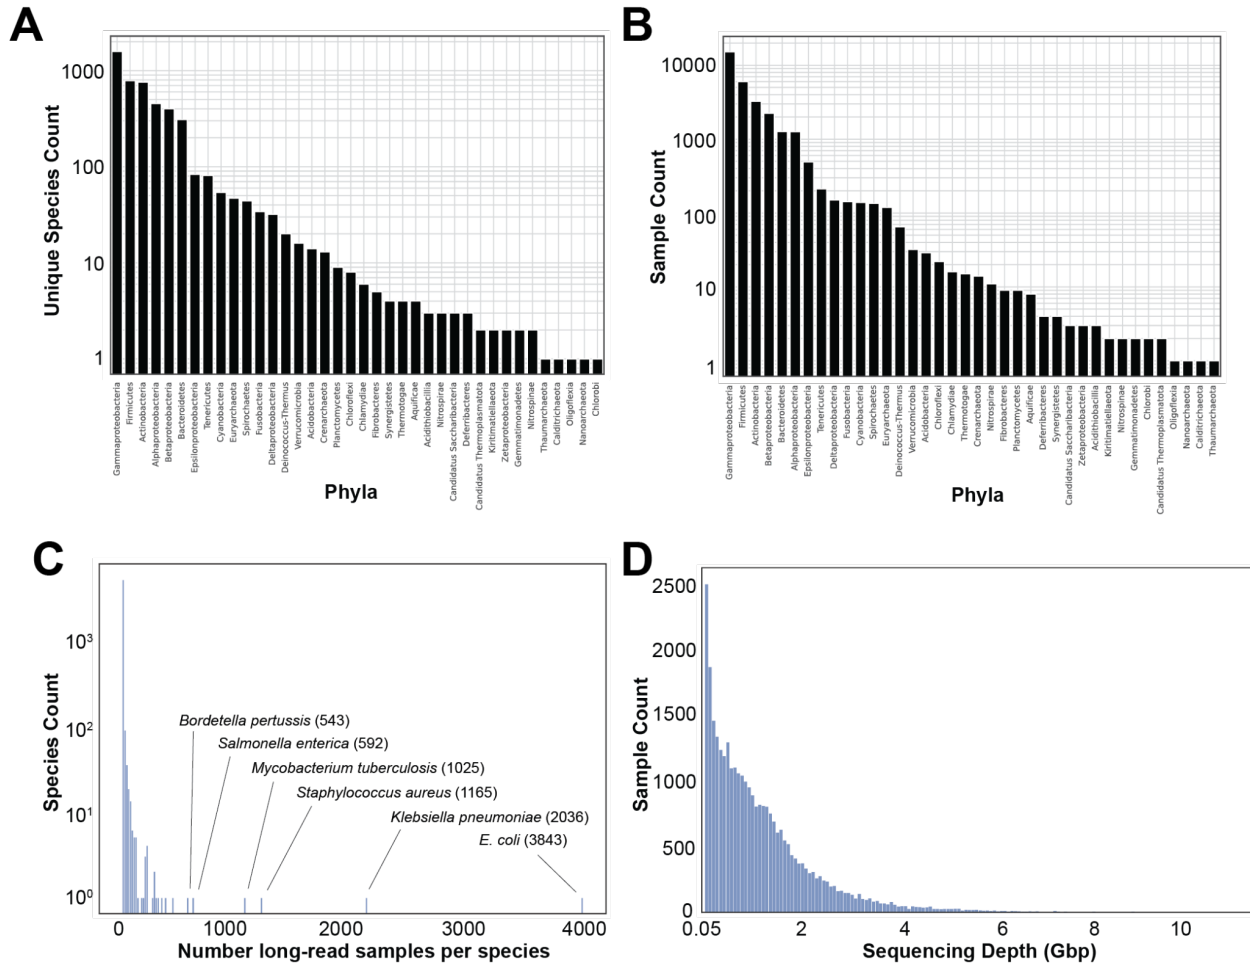 A
1000
100
10
1
Unique Species Count
Gammaproteobacteria
Firmicutes
Actinobacteria
Alphaproteobacteria
Betaproteobacteria
Bacteroidetes
Epsilonproteobacteria
Tenericutes
Cyanobacteria
Euryarchaeota
Spirochaetes
Fusobacteria
Deltaproteobacteria
Deinococcus-Thermus
Verrucomicrobia
Acidobacteria
Crenarchaeota
Planctomycetes
Chloroflexi
Chlamydiae
Fibrobacteres
Synergistetes
Thermotogae
Aquificae
Acidithiobacillia
Nitrospirae
Candidatus Saccharibacteria
Deferribacteres
Candidatus Thermoplasmatota
Kiritimatiellaeota
Zetaproteobacteria
Gemmatimonadetes
Nitrospinae
Thaumarchaeota
Calditrichaeota
Oligoflexia
Nanoarchaeota
Chlorobi
Phyla
B
10000
1000
100
10
1
Sample Count
Gammaproteobacteria
Firmicutes
Actinobacteria
Betaproteobacteria
Bacteroidetes
Alphaproteobacteria
Epsilonproteobacteria
Tenericutes
Deltaproteobacteria
Fusobacteria
Cyanobacteria
Spirochaetes
Euryarchaeota
Deinococcus-Thermus
Verrucomicrobia
Acidobacteria
Chloroflexi
Chlamydiae
Thermotogae
Crenarchaeota
Nitrospirae
Fibrobacteres
Planctomycetes
Aquificae
Deferribacteres
Synergistetes
Candidatus Saccharibacteria
Zetaproteobacteria
Acidithiobacillia
Kiritimatiellaeota
Nitrospinae
Gemmatimonadetes
Chlorobi
Candidatus Thermoplasmatota
Oligoflexia
Nanoarchaeota
Calditrichaeota
Thaumarchaeota
Phyla
C
10³
10²
10¹
10⁰
Species Count
Bordetella pertussis (543)
Salmonella enterica (592)
Mycobacterium tuberculosis (1025)
Staphylococcus aureus (1165)
Klebsiella pneumoniae (2036)
E. coli (3843)
0 1000 2000 3000 4000
Number long-read samples per species
D
2500
2000
1500
1000
500
0
Sample Count
0.05 2 4 6 8 10
Sequencing Depth (Gbp)